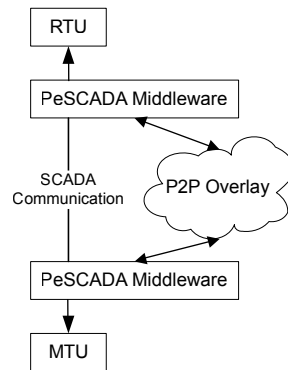 RTU
PeSCADA Middleware
SCADA
Communication
P2P Overlay
PeSCADA Middleware
MTU